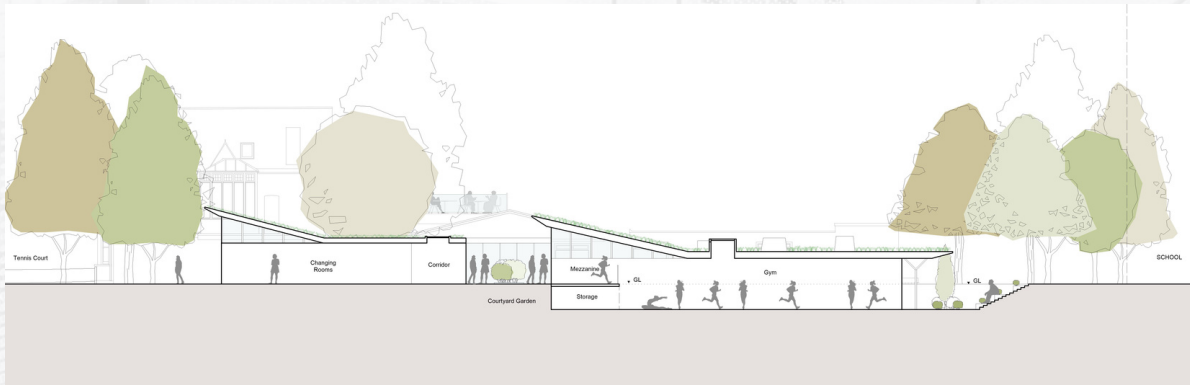 Tennis Court
Changing
Rooms
Corridor
Courtyard Garden
Mezzanine
Storage
GL
Gym
GL
SCHOOL